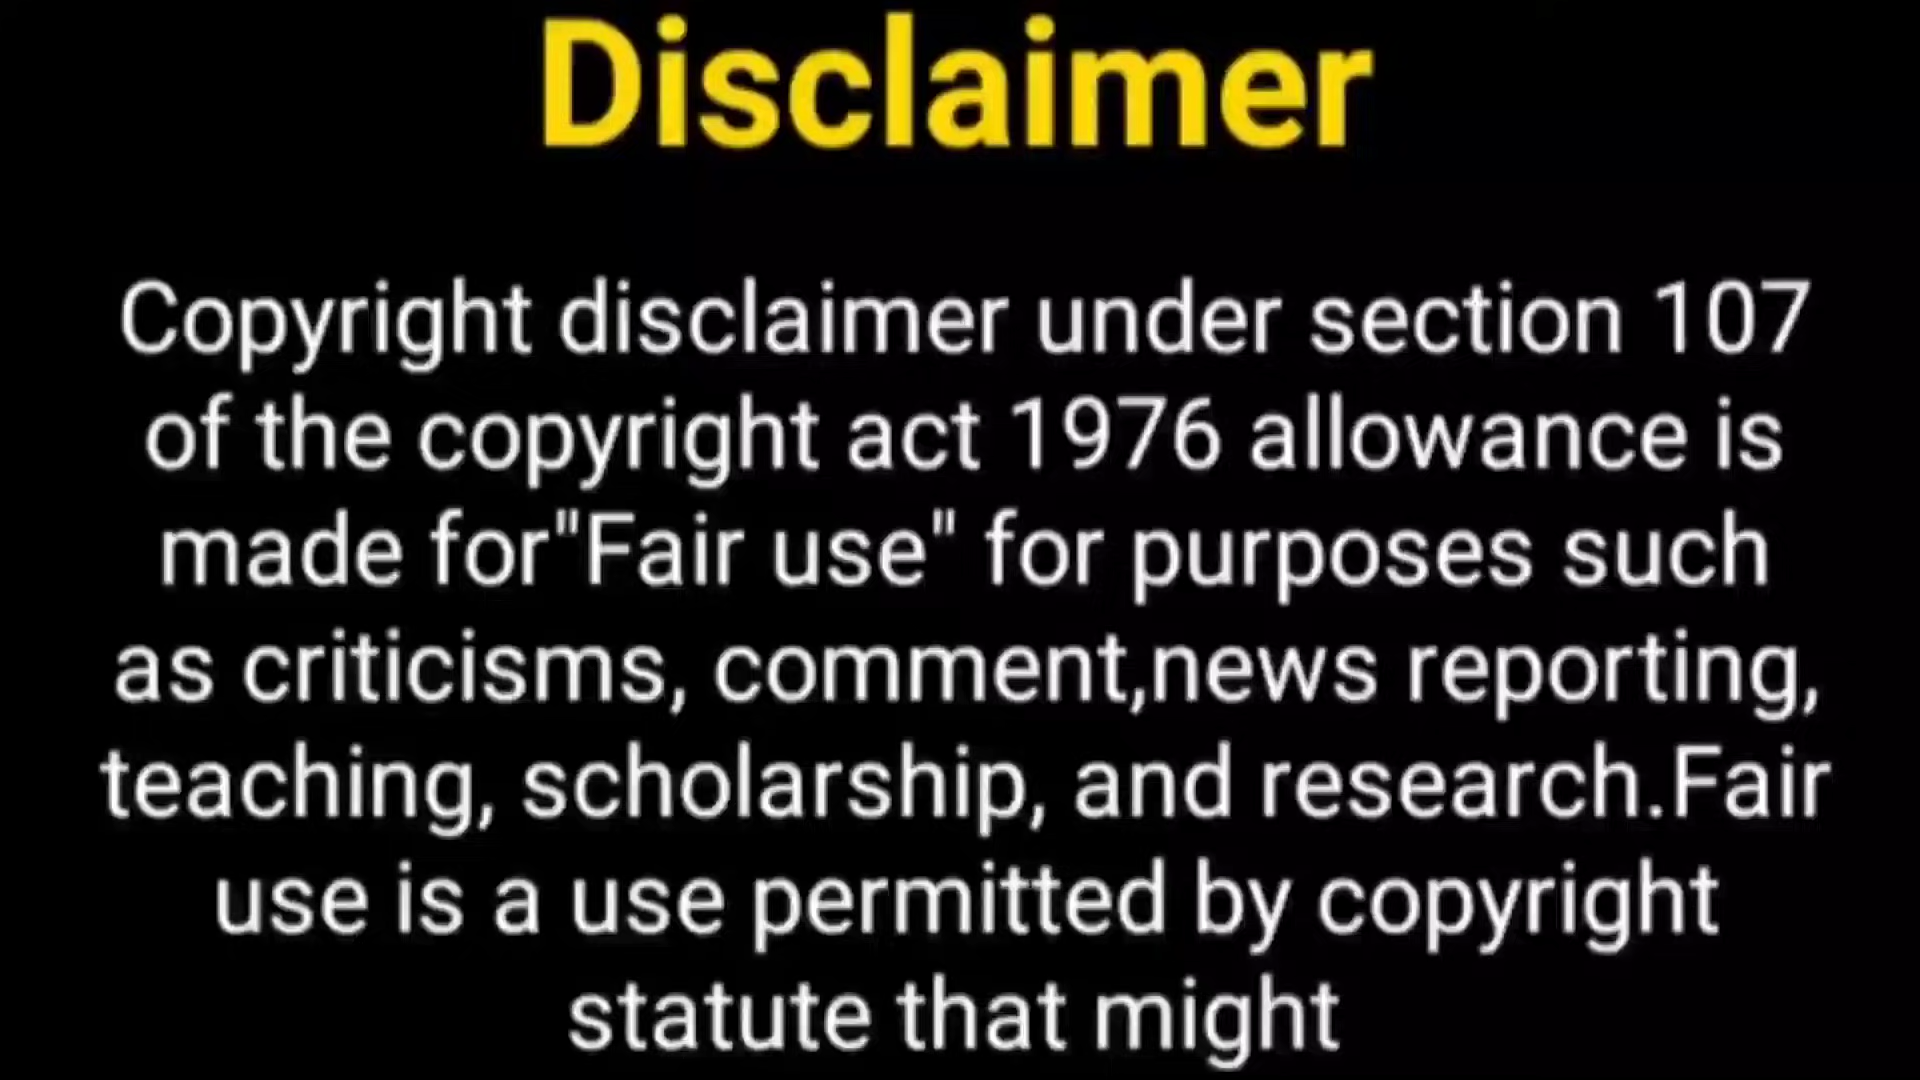 Disclaimer
Copyright disclaimer under section 107
of the copyright act 1976 allowance is
made for"Fair use" for purposes such
as criticisms, comment,news reporting,
teaching, scholarship, and research.Fair
use is a use permitted by copyright
statute that might